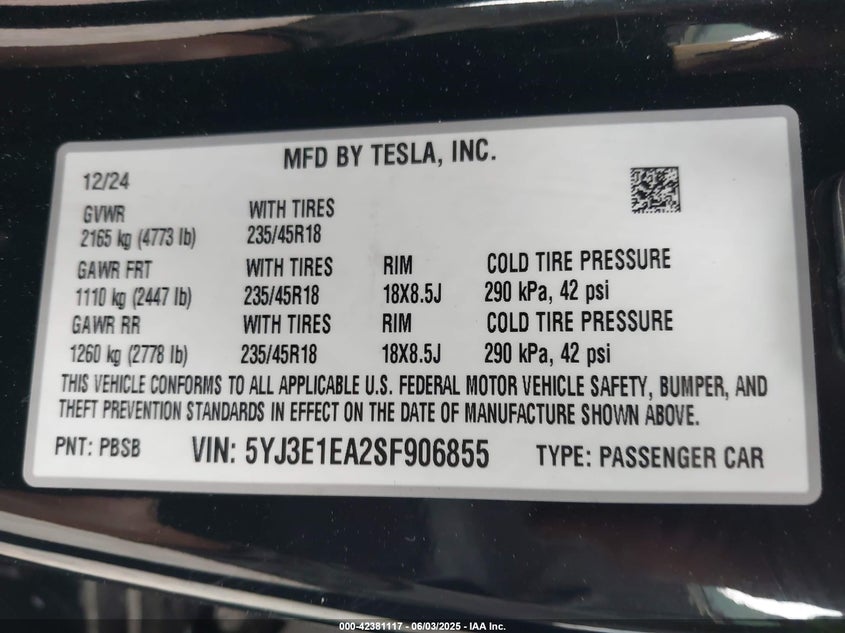 MFD BY TESLA, INC.
12/24
GVWR WITH TIRES
2165 kg (4773 lb) 235/45R18
GAWR FRT WITH TIRES RIM COLD TIRE PRESSURE
1110 kg (2447 lb) 235/45R18 18X8.5J 290 kPa, 42 psi
GAWR RR WITH TIRES RIM COLD TIRE PRESSURE
1260 kg (2778 lb) 235/45R18 18X8.5J 290 kPa, 42 psi
THIS VEHICLE CONFORMS TO ALL APPLICABLE U.S. FEDERAL MOTOR VEHICLE SAFETY, BUMPER, AND
THEFT PREVENTION STANDARDS IN EFFECT ON THE DATE OF MANUFACTURE SHOWN ABOVE.
PNT: PBSB VIN: 5YJ3E1EA2SF906855 TYPE: PASSENGER CAR
000-42381117 - 06/03/2025 - IAA Inc.